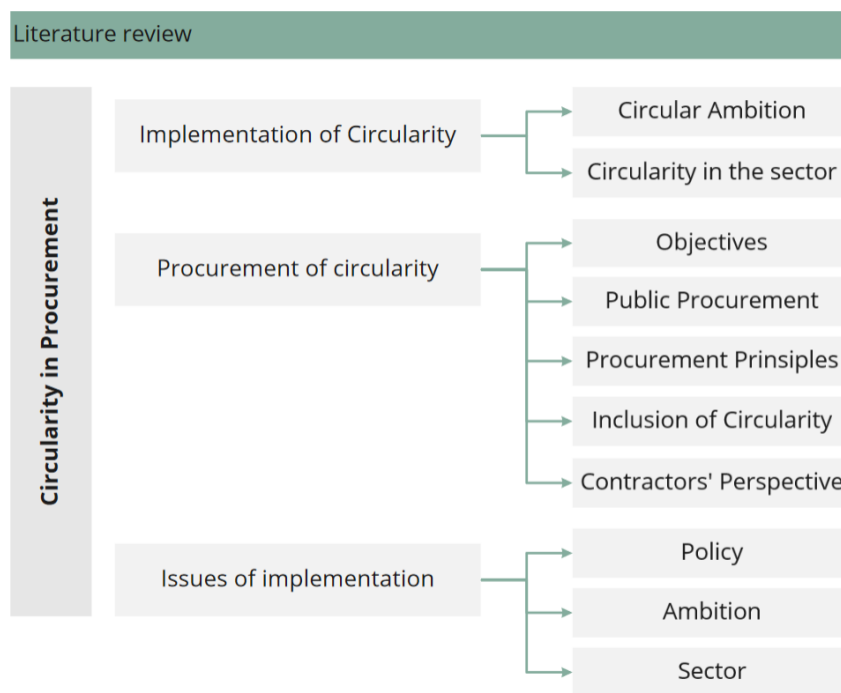 Literature review
Circularity in Procurement
Implementation of Circularity
Circular Ambition
Circularity in the sector
Procurement of circularity
Objectives
Public Procurement
Procurement Prinsiples
Inclusion of Circularity
Contractors' Perspective
Issues of implementation
Policy
Ambition
Sector